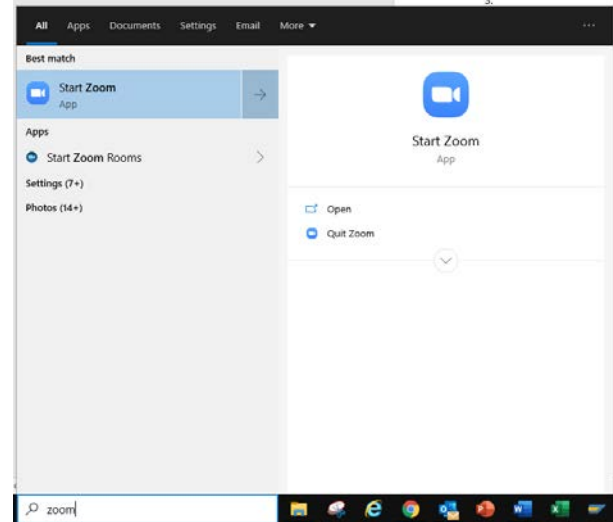 3.
All Apps Documents Settings Email More
Best match
Start Zoom
App
Apps
Start Zoom Rooms
Settings (7+)
Photos (14+)
Start Zoom
App
Open
Quit Zoom
zoom